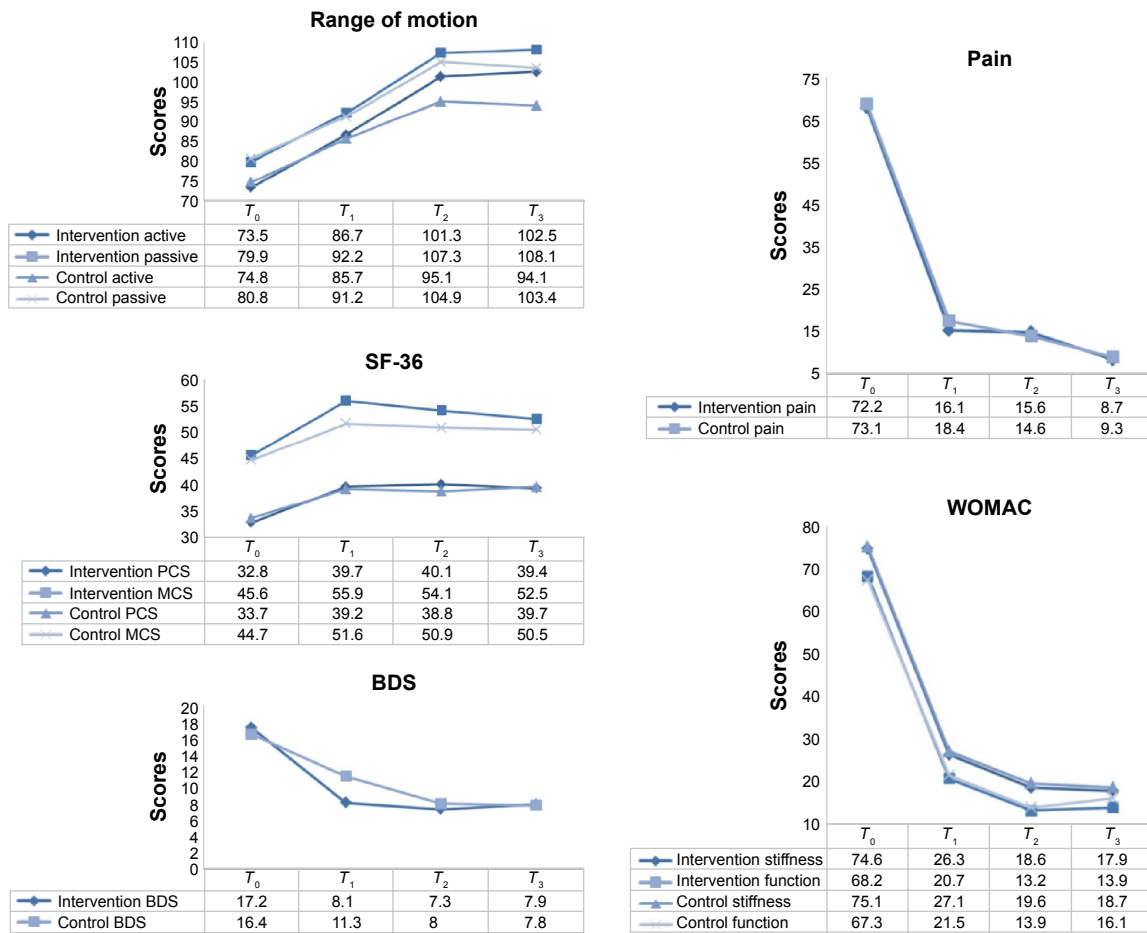 Range of motion
Scores
110
105
100
95
90
85
80
75
70
T0 T1 T2 T3
Intervention active 73.5 86.7 101.3 102.5
Intervention passive 79.9 92.2 107.3 108.1
Control active 74.8 85.7 95.1 94.1
Control passive 80.8 91.2 104.9 103.4
SF-36
Scores
60
55
50
45
40
35
30
T0 T1 T2 T3
Intervention PCS 32.8 39.7 40.1 39.4
Intervention MCS 45.6 55.9 54.1 52.5
Control PCS 33.7 39.2 38.8 39.7
Control MCS 44.7 51.6 50.9 50.5
BDS
Scores
20
18
16
14
12
10
8
6
4
2
0
T0 T1 T2 T3
Intervention BDS 17.2 8.1 7.3 7.9
Control BDS 16.4 11.3 8 7.8
Pain
Scores
75
65
55
45
35
25
15
5
T0 T1 T2 T3
Intervention pain 72.2 16.1 15.6 8.7
Control pain 73.1 18.4 14.6 9.3
WOMAC
Scores
80
70
60
50
40
30
20
10
T0 T1 T2 T3
Intervention stiffness 74.6 26.3 18.6 17.9
Intervention function 68.2 20.7 13.2 13.9
Control stiffness 75.1 27.1 19.6 18.7
Control function 67.3 21.5 13.9 16.1